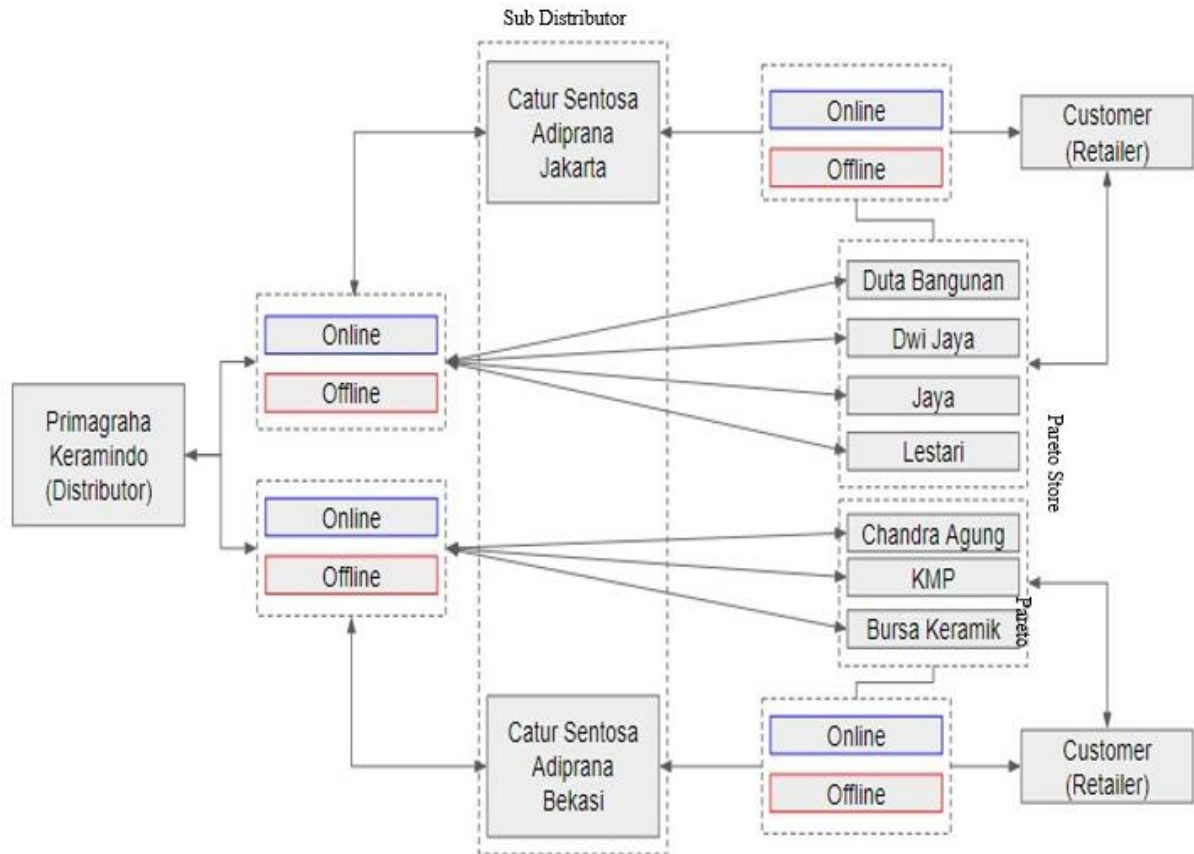 Sub Distributor
Catur Sentosa
Adiprana
Jakarta
Online
Offline
Customer
(Retailer)
Duta Bangunan
Dwi Jaya
Jaya
Lestari
Online
Offline
Primagraha
Keramindo
(Distributor)
Pareto Store
Online
Offline
Chandra Agung
KMP
Bursa Keramik
Pareto
Catur Sentosa
Adiprana
Bekasi
Online
Offline
Customer
(Retailer)